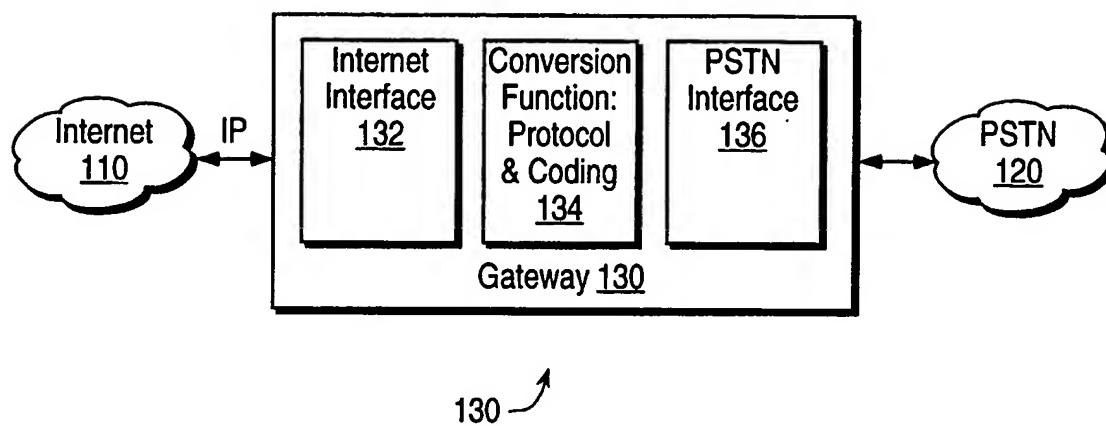 Internet
110
IP
Internet
Interface
132
Conversion
Function:
Protocol
& Coding
134
PSTN
Interface
136
Gateway 130
PSTN
120
130